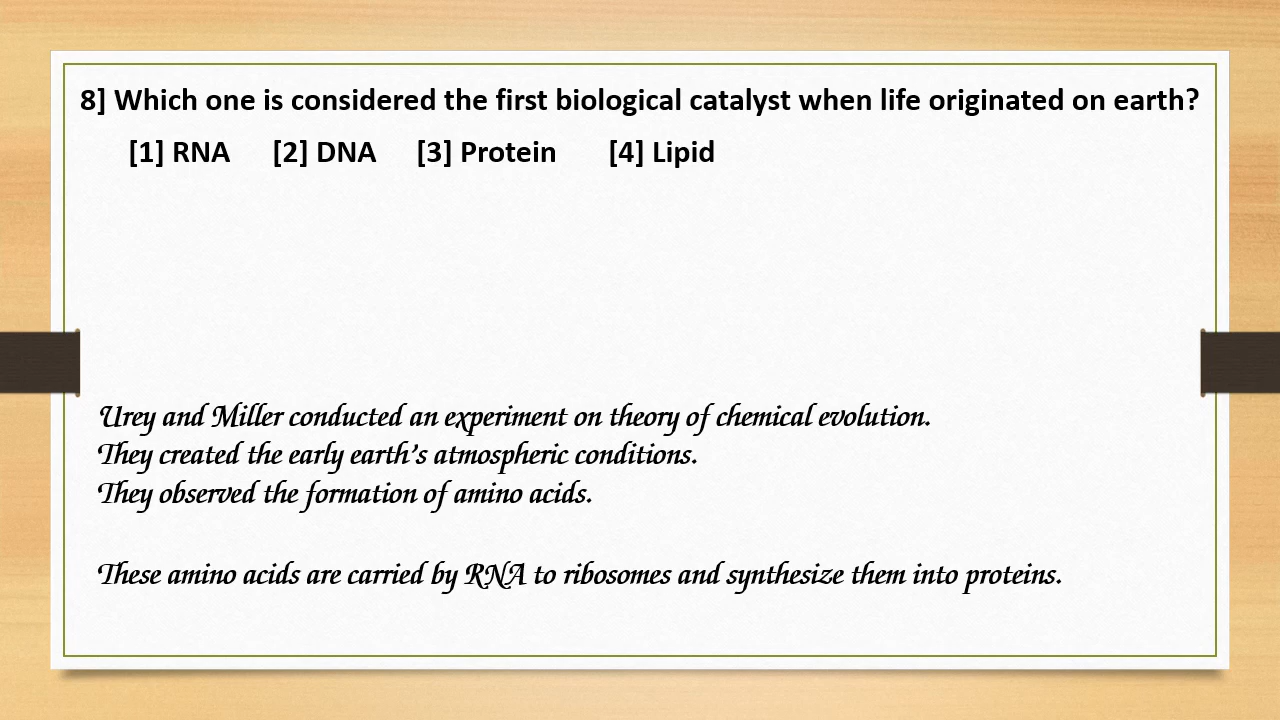 8] Which one is considered the first biological catalyst when life originated on earth?
[1] RNA [2] DNA [3] Protein [4] Lipid
Urey and Miller conducted an experiment on theory of chemical evolution.
They created the early earth’s atmospheric conditions.
They observed the formation of amino acids.
These amino acids are carried by RNA to ribosomes and synthesize them into proteins.